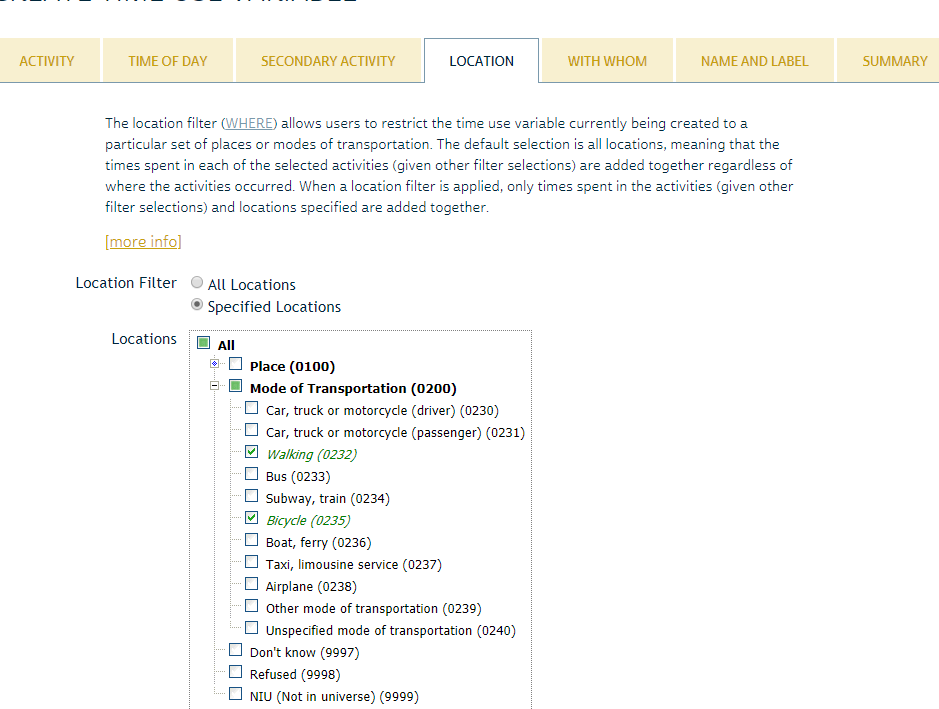 CREATE TIME USE VARIABLE
ACTIVITY
TIME OF DAY
SECONDARY ACTIVITY
LOCATION
WITH WHOM
NAME AND LABEL
SUMMARY
The location filter (WHERE) allows users to restrict the time use variable currently being created to a
particular set of places or modes of transportation. The default selection is all locations, meaning that the
times spent in each of the selected activities (given other filter selections) are added together regardless of
where the activities occurred. When a location filter is applied, only times spent in the activities (given other
filter selections) and locations specified are added together.
[more info]
Location Filter
All Locations
Specified Locations
Locations
All
Place (0100)
Mode of Transportation (0200)
Car, truck or motorcycle (driver) (0230)
Car, truck or motorcycle (passenger) (0231)
Walking (0232)
Bus (0233)
Subway, train (0234)
Bicycle (0235)
Boat, ferry (0236)
Taxi, limousine service (0237)
Airplane (0238)
Other mode of transportation (0239)
Unspecified mode of transportation (0240)
Don't know (9997)
Refused (9998)
NIU (Not in universe) (9999)